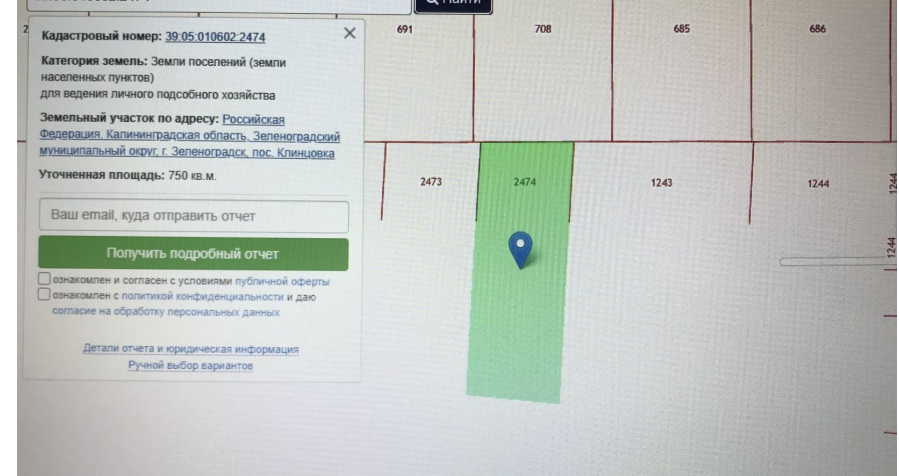 Найти
Кадастровый номер: 39:05:010602:2474
Категория земель: Земли поселений (земли
населенных пунктов)
для ведения личного подсобного хозяйства
Земельный участок по адресу: Российская
Федерация, Калининградская область, Зеленоградский
муниципальный округ, г. Зеленоградск, пос. Клинцовка
Уточненная площадь: 750 кв.м.
Ваш email, куда отправить отчет
Получить подробный отчет
ознакомлен и согласен с условиями публичной оферты
ознакомлен с политикой конфиденциальности и даю
согласие на обработку персональных данных
Детали отчета и юридическая информация
Ручной выбор вариантов
691
708
685
686
2473
2474
1243
1244
1244
1244